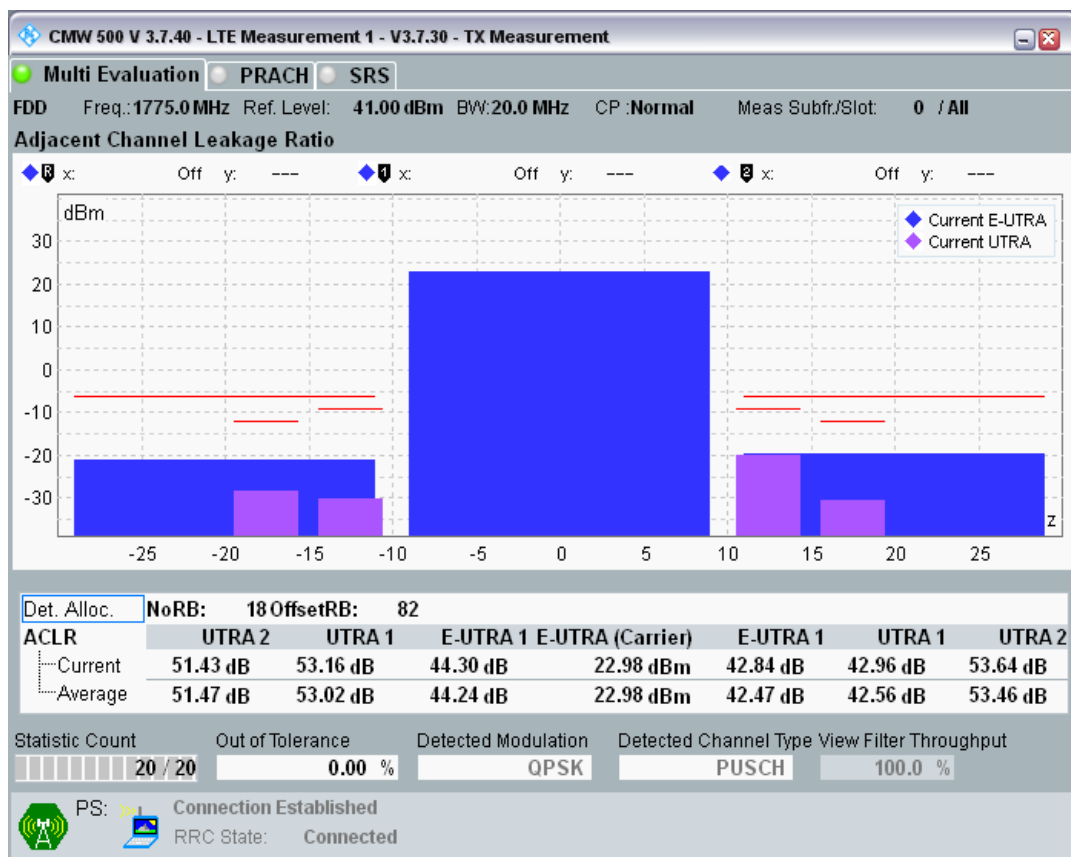 CMW 500 V 3.7.40 - LTE Measurement 1 - V3.7.30 - TX Measurement
Multi Evaluation PRACH SRS
FDD Freq.:1775.0 MHz Ref. Level: 41.00 dBm BW:20.0 MHz CP :Normal Meas Subfr./Slot: 0 / All
Adjacent Channel Leakage Ratio
R x: Off y: --- 1 x: Off y: --- 2 x: Off y: ---
dBm
Current E-UTRA
Current UTRA
30
20
10
0
-10
-20
-30
z
-25 -20 -15 -10 -5 0 5 10 15 20 25
Det. Alloc. NoRB: 18 OffsetRB: 82
ACLR UTRA 2 UTRA 1 E-UTRA 1 E-UTRA (Carrier) E-UTRA 1 UTRA 1 UTRA 2
Current 51.43 dB 53.16 dB 44.30 dB 22.98 dBm 42.84 dB 42.96 dB 53.64 dB
Average 51.47 dB 53.02 dB 44.24 dB 22.98 dBm 42.47 dB 42.56 dB 53.46 dB
Statistic Count Out of Tolerance Detected Modulation Detected Channel Type View Filter Throughput
20 / 20 0.00 % QPSK PUSCH 100.0 %
PS: Connection Established
RRC State: Connected